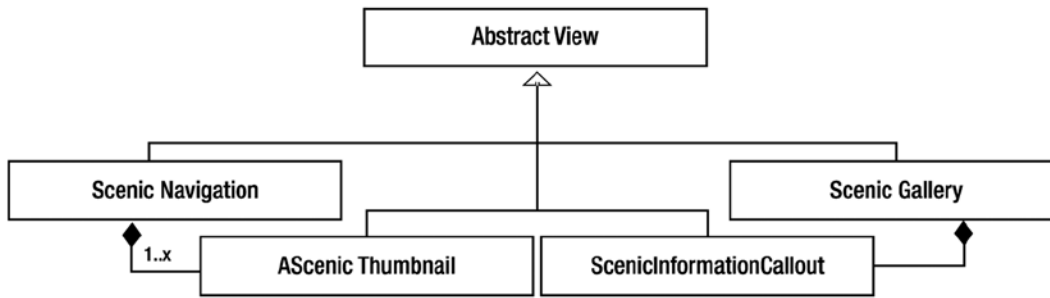 Abstract View
Scenic Navigation
Scenic Gallery
1..x
AScenic Thumbnail
ScenicInformationCallout